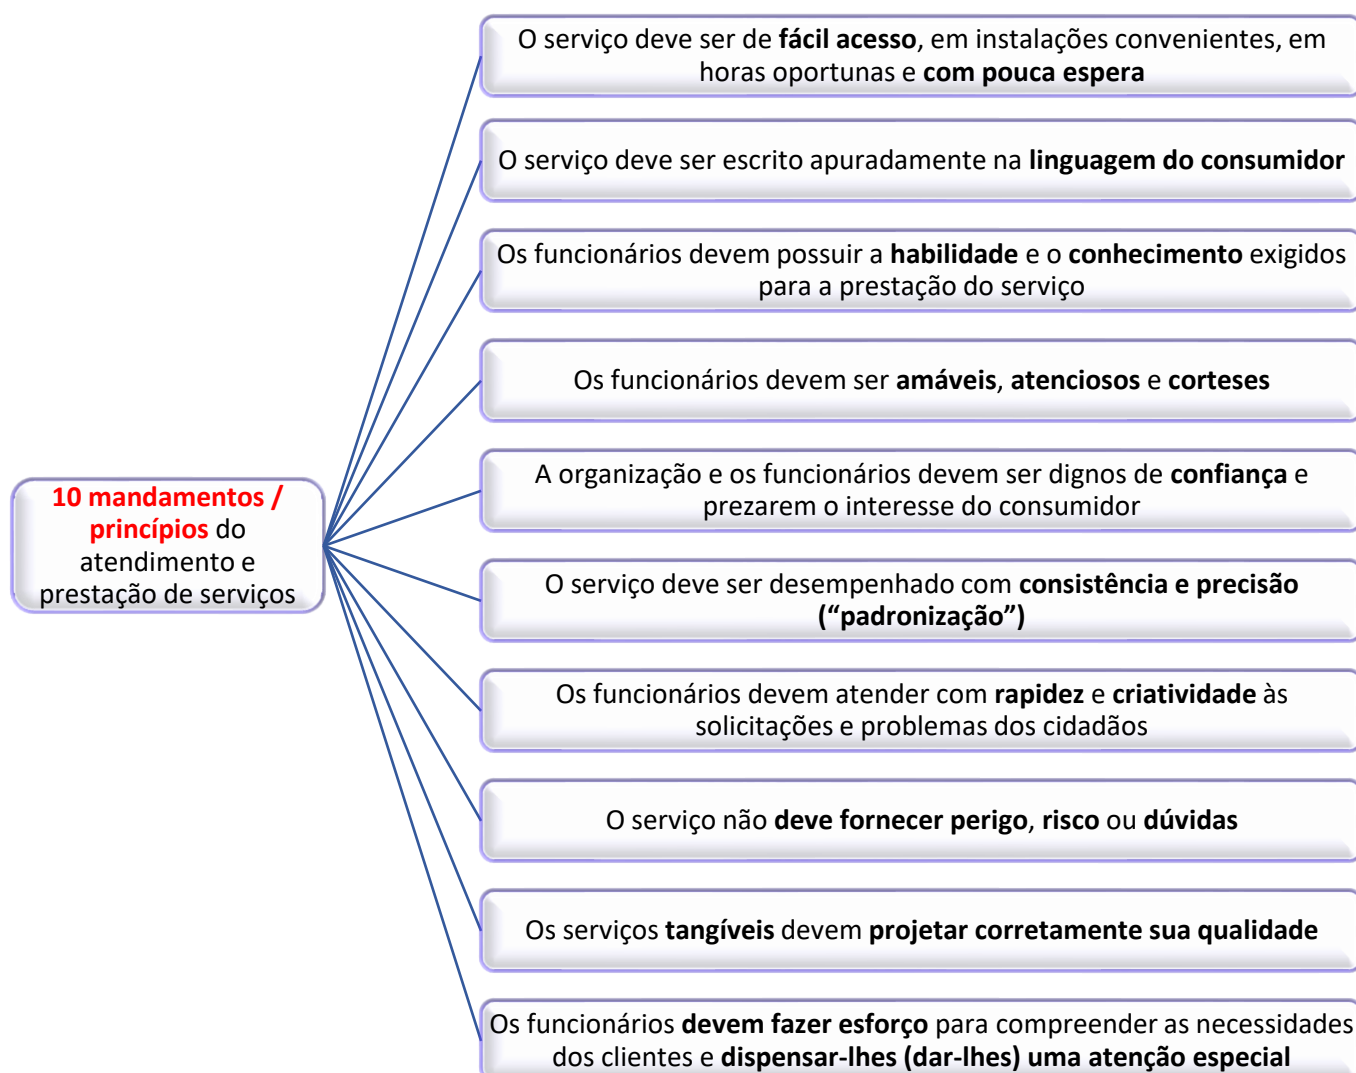 O serviço deve ser de fácil acesso, em instalações convenientes, em
horas oportunas e com pouca espera
O serviço deve ser escrito apuradamente na linguagem do consumidor
Os funcionários devem possuir a habilidade e o conhecimento exigidos
para a prestação do serviço
Os funcionários devem ser amáveis, atenciosos e corteses
A organização e os funcionários devem ser dignos de confiança e
prezarem o interesse do consumidor
10 mandamentos /
princípios do
atendimento e
prestação de serviços
O serviço deve ser desempenhado com consistência e precisão
(“padronização”)
Os funcionários devem atender com rapidez e criatividade às
solicitações e problemas dos cidadãos
O serviço não deve fornecer perigo, risco ou dúvidas
Os serviços tangíveis devem projetar corretamente sua qualidade
Os funcionários devem fazer esforço para compreender as necessidades
dos clientes e dispensar-lhes (dar-lhes) uma atenção especial